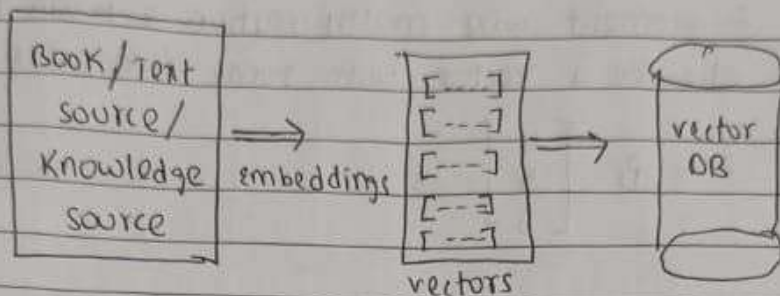 Book/Text
source/
Knowledge
source
embeddings
[----]
[----]
[----]
[----]
[----]
vectors
vector
DB